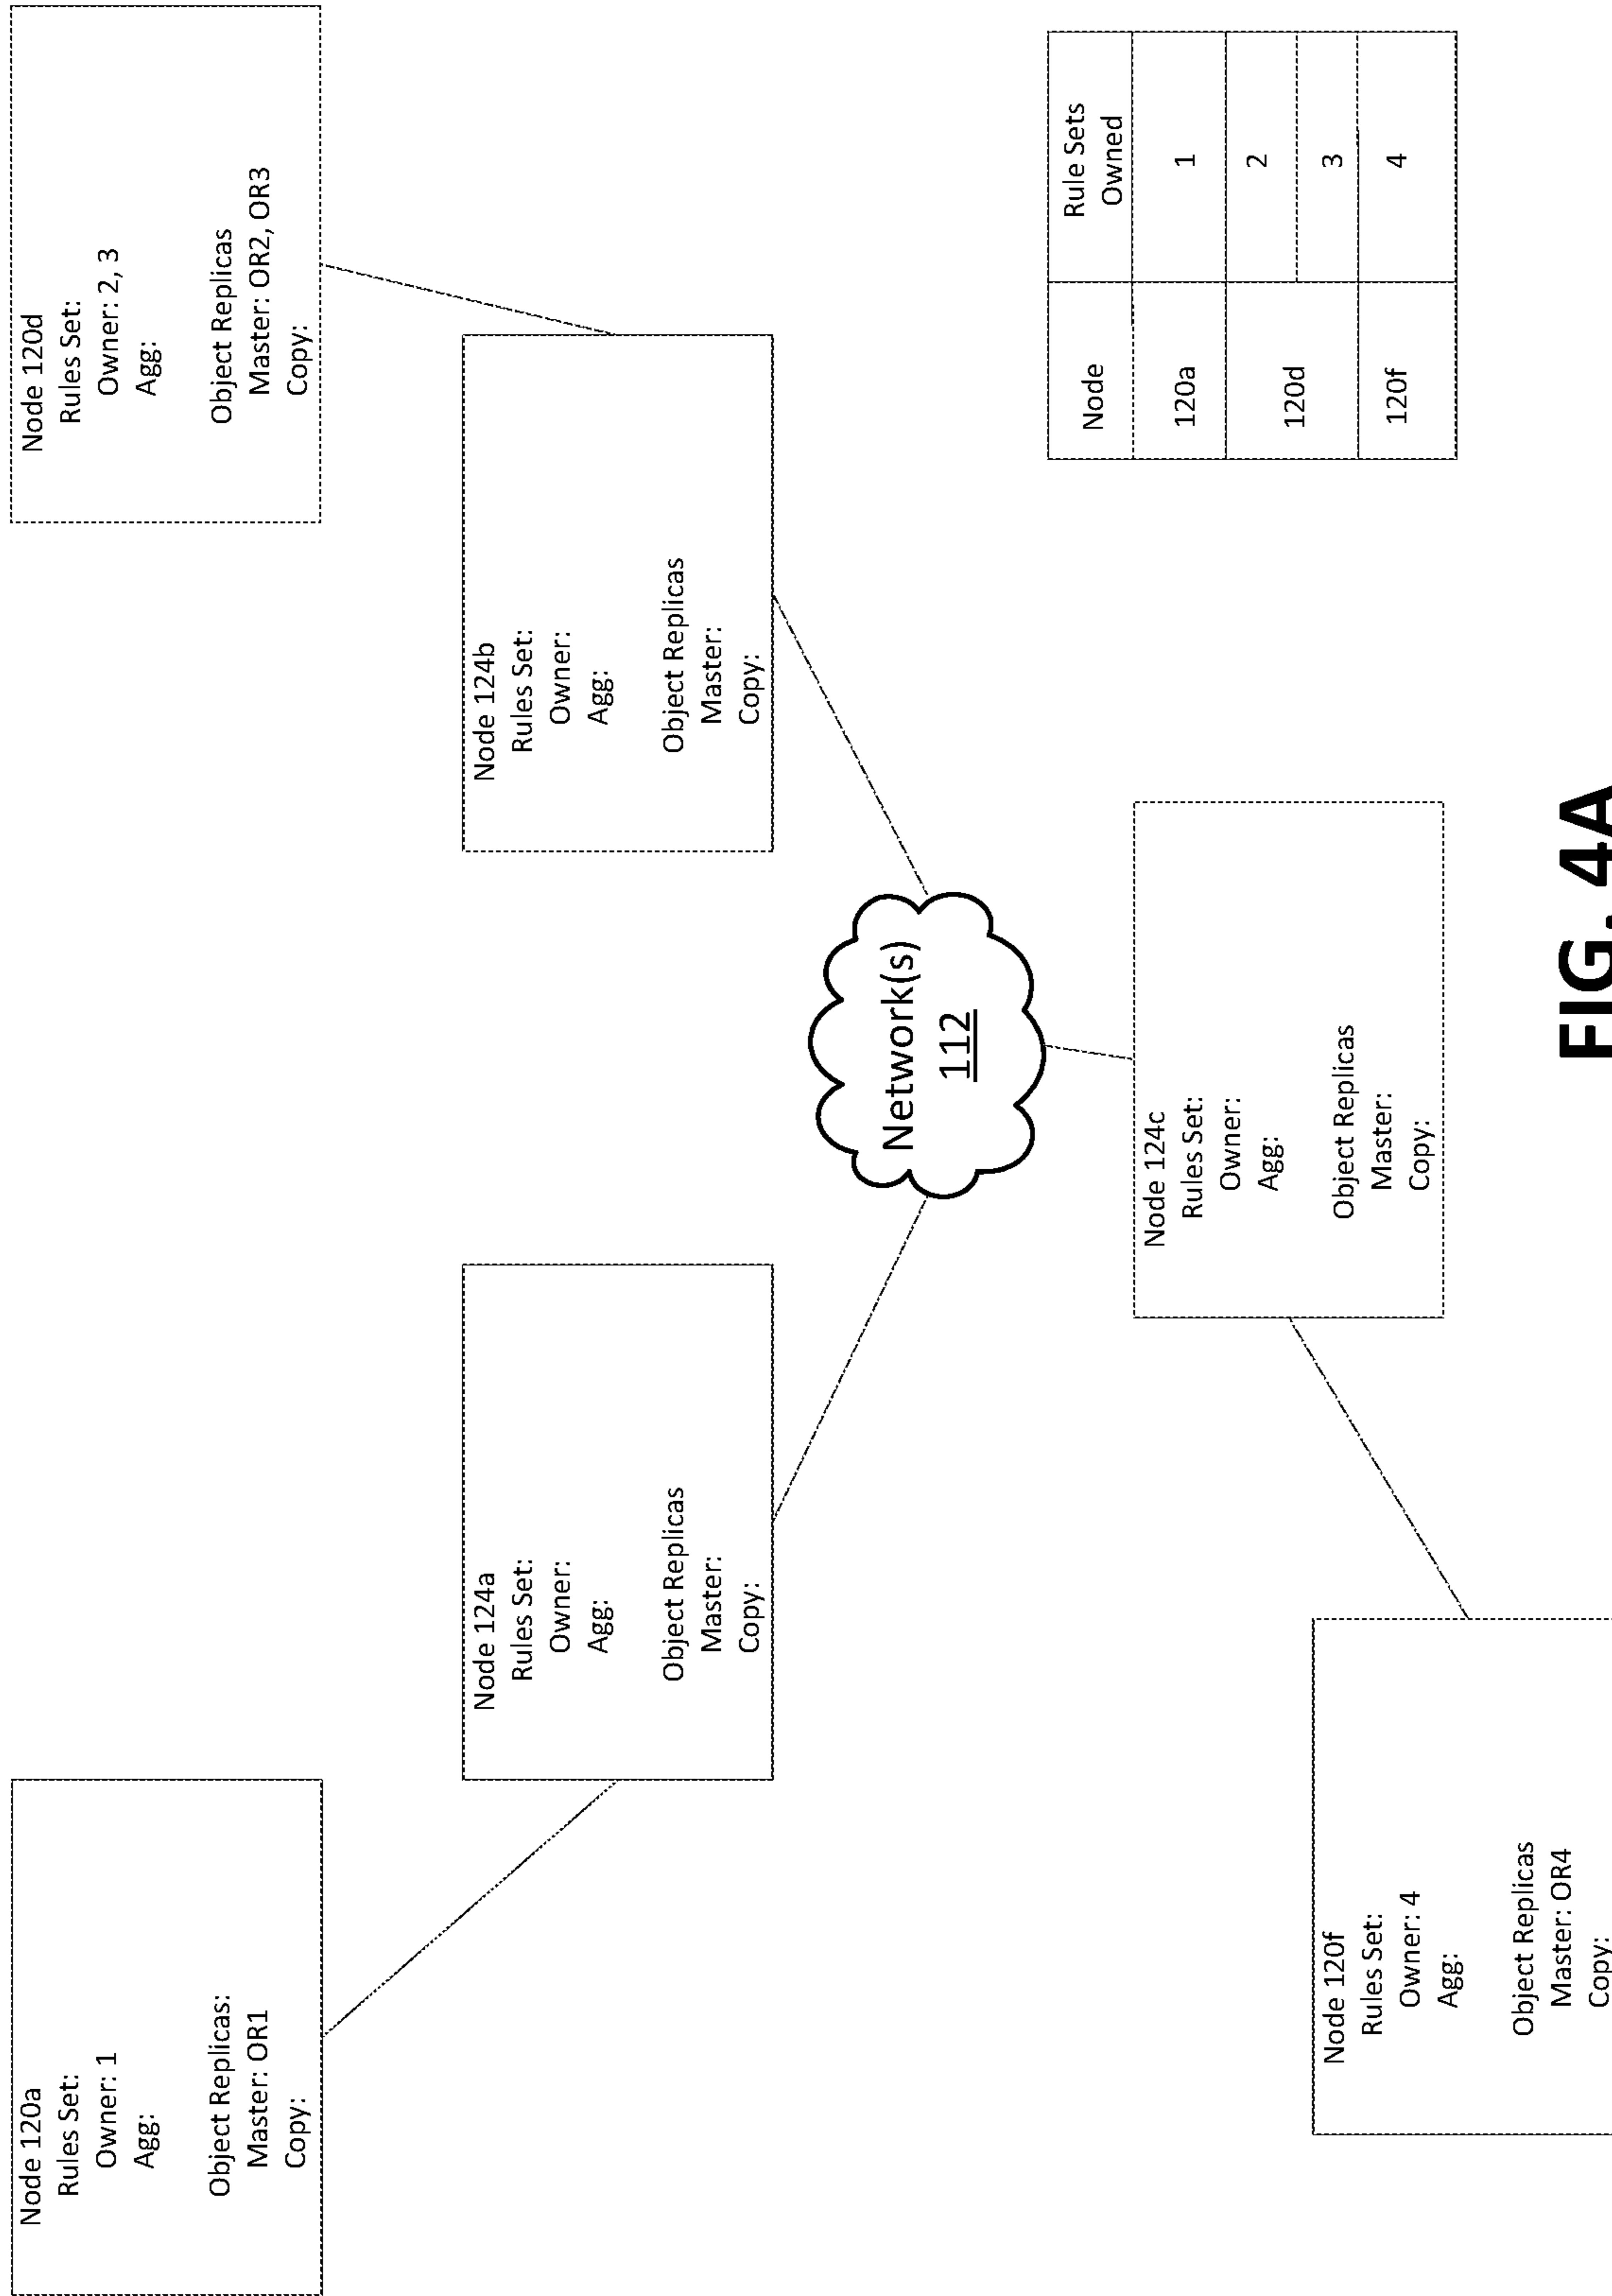 Node 120a
Rules Set:
Owner: 1
Agg:
Object Replicas:
Master: OR1
Copy:
Node 120d
Rules Set:
Owner: 2, 3
Agg:
Object Replicas
Master: OR2, OR3
Copy:
Node 124a
Rules Set:
Owner:
Agg:
Object Replicas
Master:
Copy:
Node 124b
Rules Set:
Owner:
Agg:
Object Replicas
Master:
Copy:
Network(s)
112
Node 124c
Rules Set:
Owner:
Agg:
Object Replicas
Master:
Copy:
Node 120f
Rules Set:
Owner: 4
Agg:
Object Replicas
Master: OR4
Copy:
Node Rule Sets
Owned
120a 1
120d 2
3
120f 4
FIG. 4A